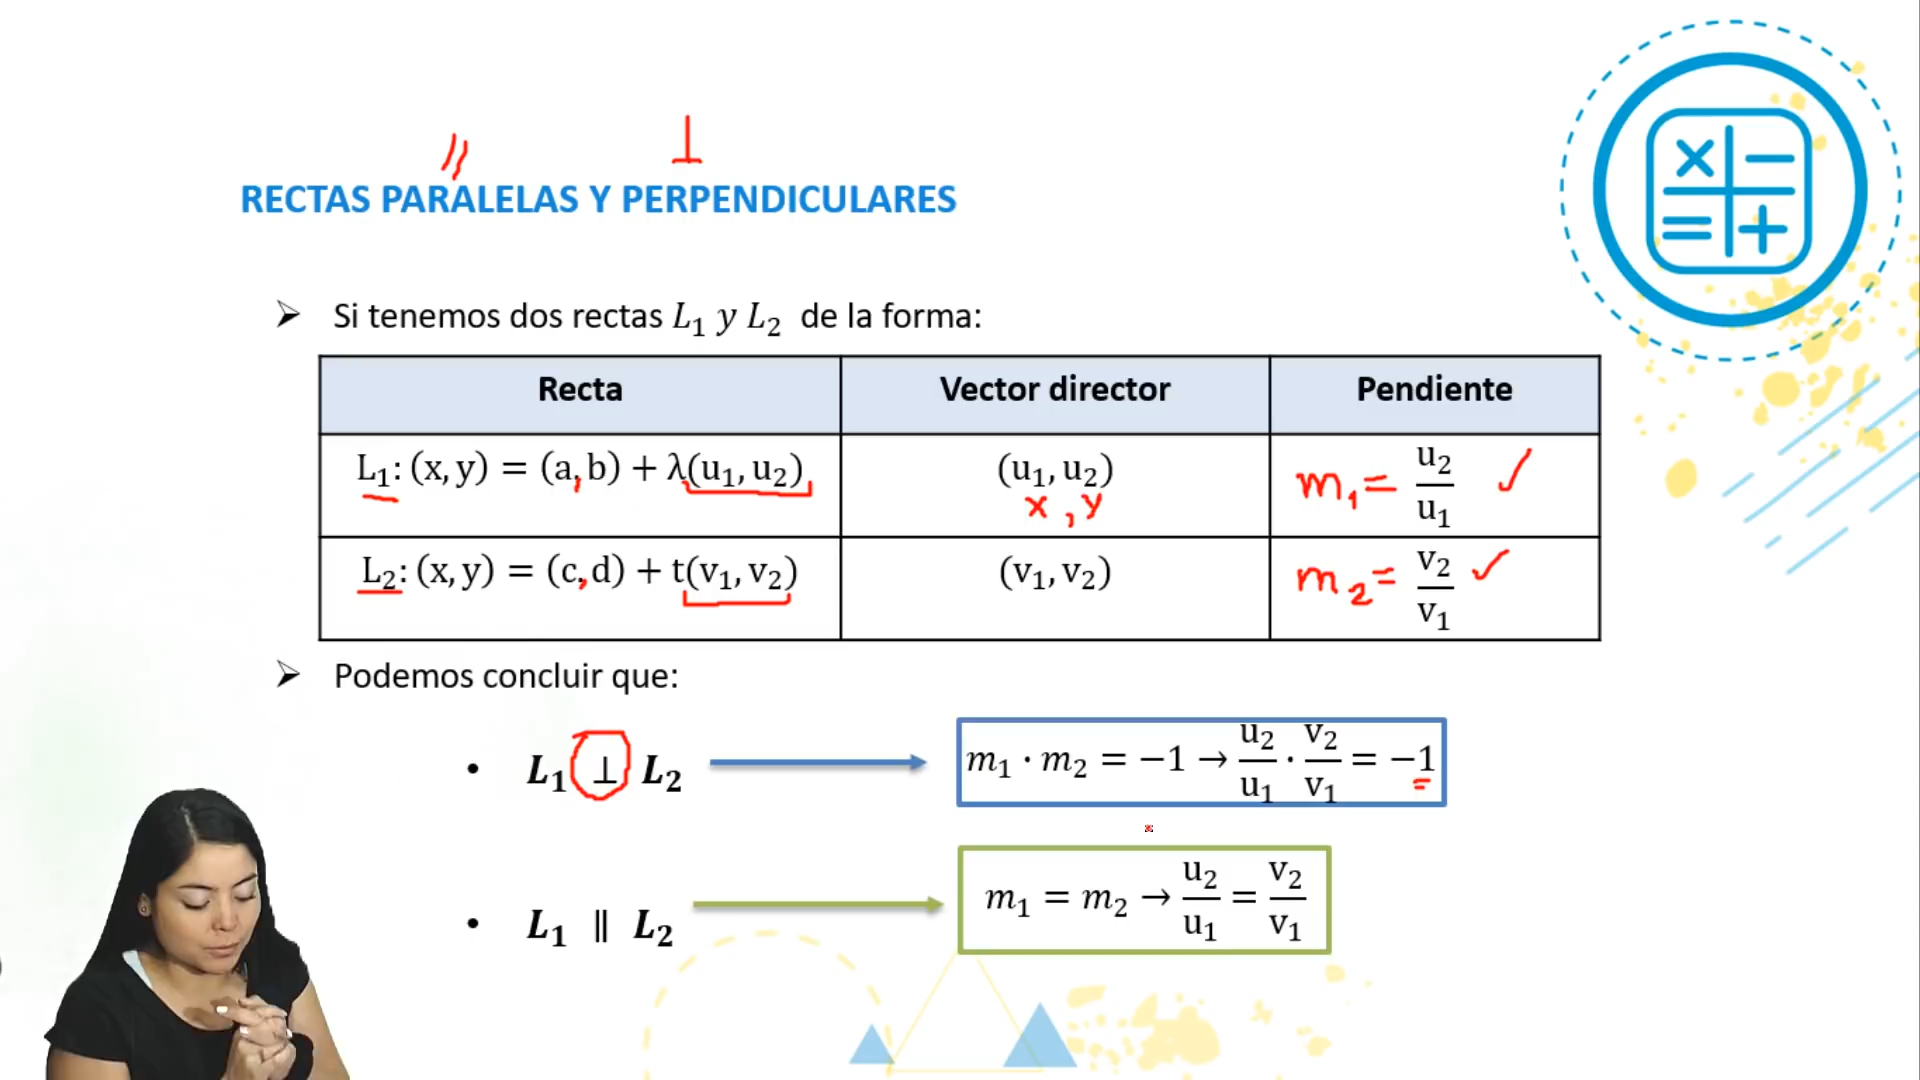 // ⊥
RECTAS PARALELAS Y PERPENDICULARES
➢ Si tenemos dos rectas L₁ y L₂ de la forma:
Recta Vector director Pendiente
L₁: (x, y) = (a, b) + λ(u₁, u₂) (u₁, u₂) m₁ = u₂/u₁ ✓
x , y
L₂: (x, y) = (c, d) + t(v₁, v₂) (v₁, v₂) m₂ = v₂/v₁ ✓
➢ Podemos concluir que:
• L₁ ⊥ L₂ m₁ · m₂ = −1 → u₂/u₁ · v₂/v₁ = −1
• L₁ ∥ L₂ m₁ = m₂ → u₂/u₁ = v₂/v₁